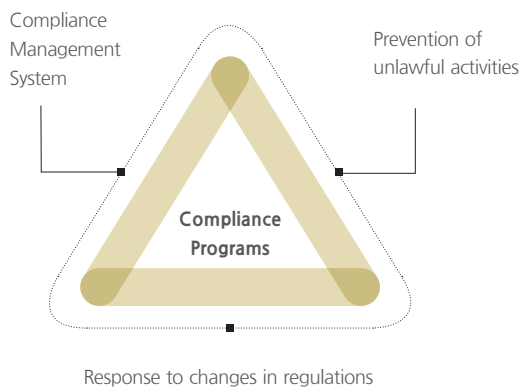 Compliance
Management
System
Prevention of
unlawful activities
Compliance
Programs
Response to changes in regulations